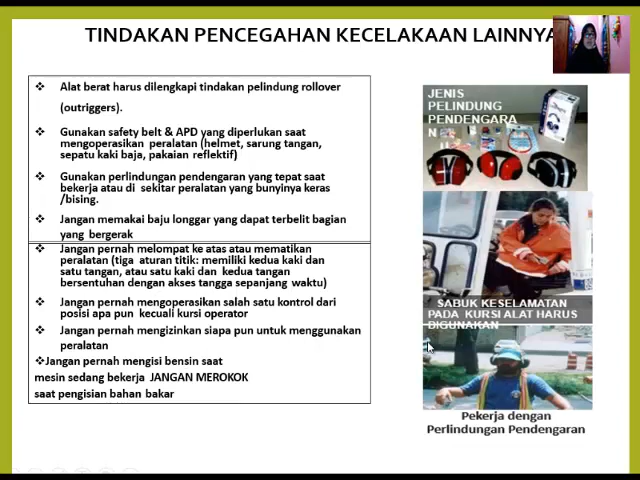 TINDAKAN PENCEGAHAN KECELAKAAN LAINNYA
❖ Alat berat harus dilengkapi tindakan pelindung rollover
(outriggers).
❖ Gunakan safety belt & APD yang diperlukan saat
mengoperasikan peralatan (helmet, sarung tangan,
sepatu kaki baja, pakaian reflektif)
❖ Gunakan perlindungan pendengaran yang tepat saat
bekerja atau di sekitar peralatan yang bunyinya keras
/bising.
❖ Jangan memakai baju longgar yang dapat terbelit bagian
yang bergerak
❖ Jangan pernah melompat ke atas atau mematikan
peralatan (tiga aturan titik: memiliki kedua kaki dan
satu tangan, atau satu kaki dan kedua tangan
bersentuhan dengan akses tangga sepanjang waktu)
❖ Jangan pernah mengoperasikan salah satu kontrol dari
posisi apa pun kecuali kursi operator
❖ Jangan pernah mengizinkan siapa pun untuk menggunakan
peralatan
❖Jangan pernah mengisi bensin saat
mesin sedang bekerja JANGAN MEROKOK
saat pengisian bahan bakar
JENIS
PELINDUNG
PENDENGARA
N
SABUK KESELAMATAN
PADA KURSI ALAT HARUS
DIGUNAKAN
Pekerja dengan
Perlindungan Pendengaran